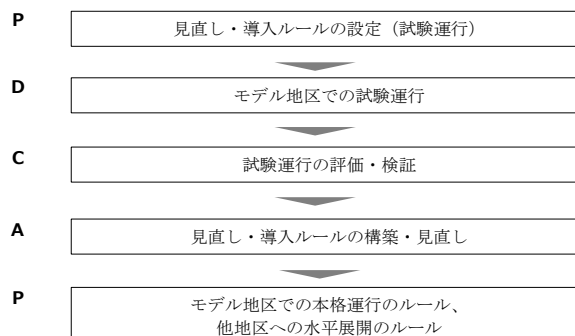 P
見直し・導入ルールの設定（試験運行）
D
モデル地区での試験運行
C
試験運行の評価・検証
A
見直し・導入ルールの構築・見直し
P
モデル地区での本格運行のルール、
他地区への水平展開のルール